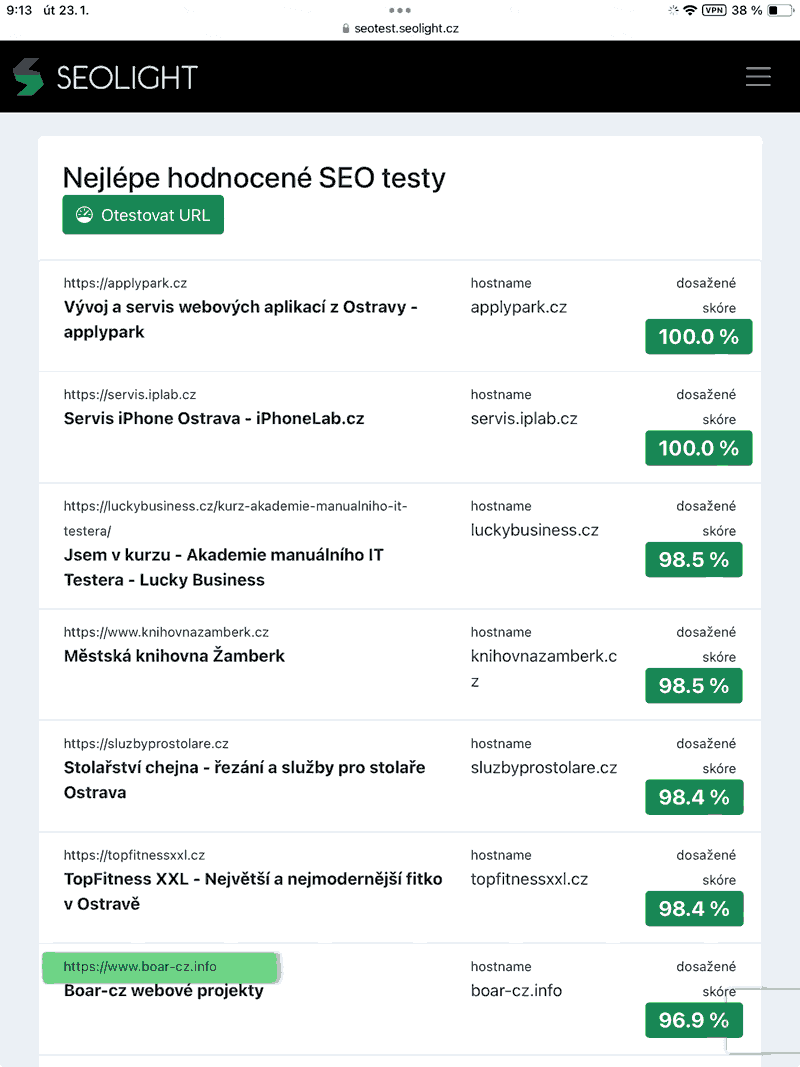 9:13 út 23. 1.
VPN 38 %
seotest.seolight.cz
SEOLIGHT
Nejlépe hodnocené SEO testy
Otestovat URL
https://applypark.cz
Vývoj a servis webových aplikací z Ostravy -
applypark
hostname
applypark.cz
dosažené
skóre
100.0 %
https://servis.iplab.cz
Servis iPhone Ostrava - iPhoneLab.cz
hostname
servis.iplab.cz
dosažené
skóre
100.0 %
https://luckybusiness.cz/kurz-akademie-manualniho-it-
testera/
Jsem v kurzu - Akademie manuálního IT
Testera - Lucky Business
hostname
luckybusiness.cz
dosažené
skóre
98.5 %
https://www.knihovnazamberk.cz
Městská knihovna Žamberk
hostname
knihovnazamberk.c
z
dosažené
skóre
98.5 %
https://sluzbyprostolare.cz
Stolařství chejna - řezání a služby pro stolaře
Ostrava
hostname
sluzbyprostolare.cz
dosažené
skóre
98.4 %
https://topfitnessxxl.cz
TopFitness XXL - Největší a nejmodernější fitko
v Ostravě
hostname
topfitnessxxl.cz
dosažené
skóre
98.4 %
https://www.boar-cz.info
Boar-cz webové projekty
hostname
boar-cz.info
dosažené
skóre
96.9 %